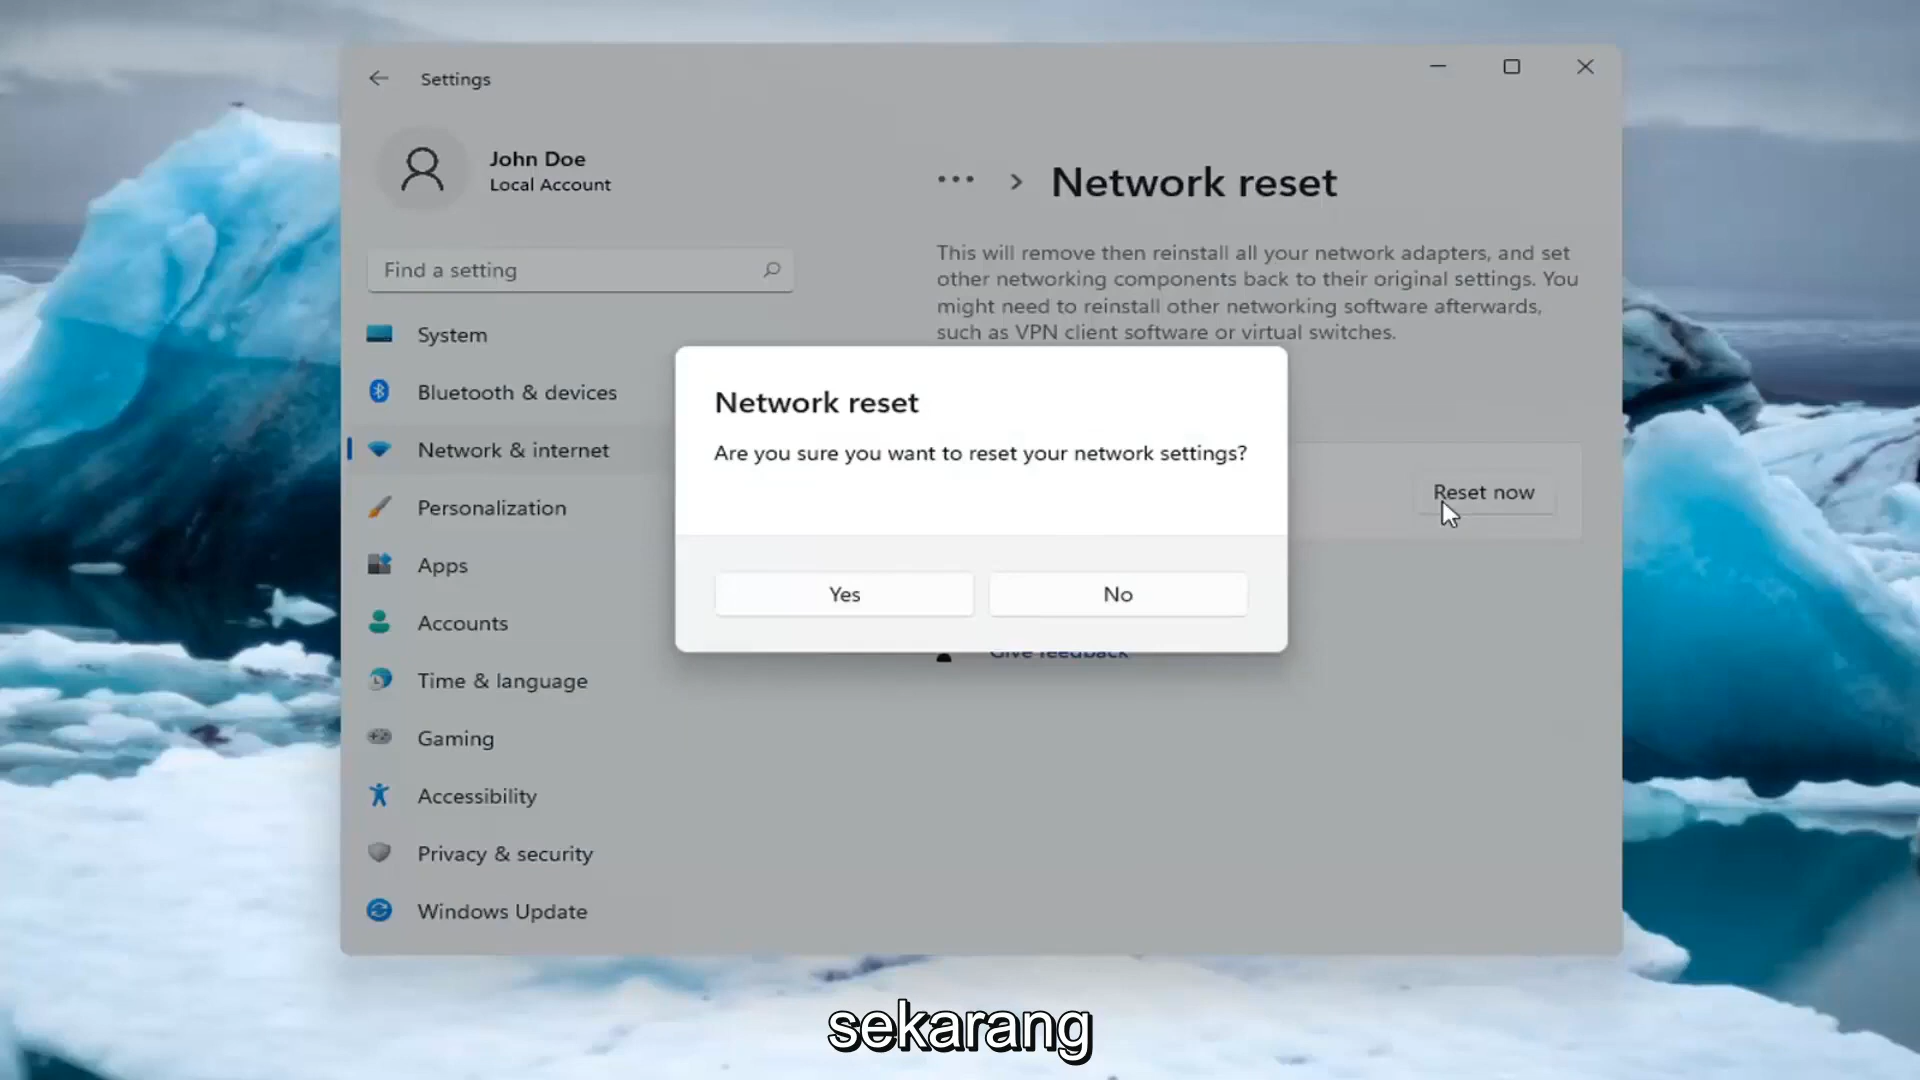 Settings
John Doe
Local Account
Find a setting
System
Bluetooth & devices
Network & internet
Personalization
Apps
Accounts
Time & language
Gaming
Accessibility
Privacy & security
Windows Update
Network reset
This will remove then reinstall all your network adapters, and set
other networking components back to their original settings. You
might need to reinstall other networking software afterwards,
such as VPN client software or virtual switches.
Reset now
Network reset
Are you sure you want to reset your network settings?
Yes
No
Give feedback
sekarang